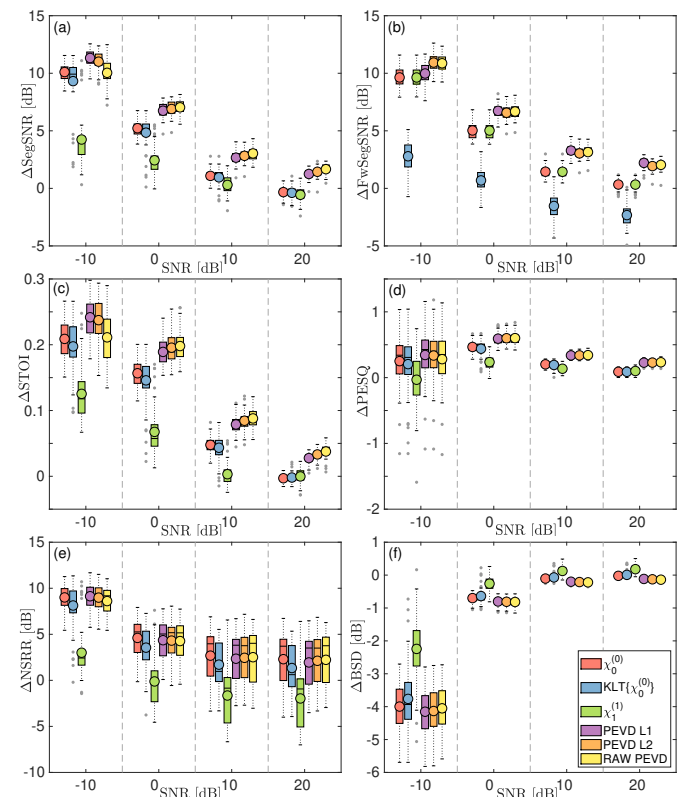 (a)
ΔSegSNR [dB]
15
10
5
0
-5
-10 0 10 20
SNR [dB]
(b)
ΔFwSegSNR [dB]
15
10
5
0
-5
-10 0 10 20
SNR [dB]
(c)
ΔSTOI
0.3
0.2
0.1
0
-10 0 10 20
SNR [dB]
(d)
ΔPESQ
1
0
-1
-2
-10 0 10 20
SNR [dB]
(e)
ΔNSRR [dB]
15
10
5
0
-5
-10
-10 0 10 20
SNR [dB]
(f)
ΔBSD [dB]
1
0
-1
-2
-3
-4
-5
-6
-10 0 10 20
SNR [dB]
χ₀⁽⁰⁾
KLT{χ₀⁽⁰⁾}
χ₁⁽¹⁾
PEVD L1
PEVD L2
RAW PEVD